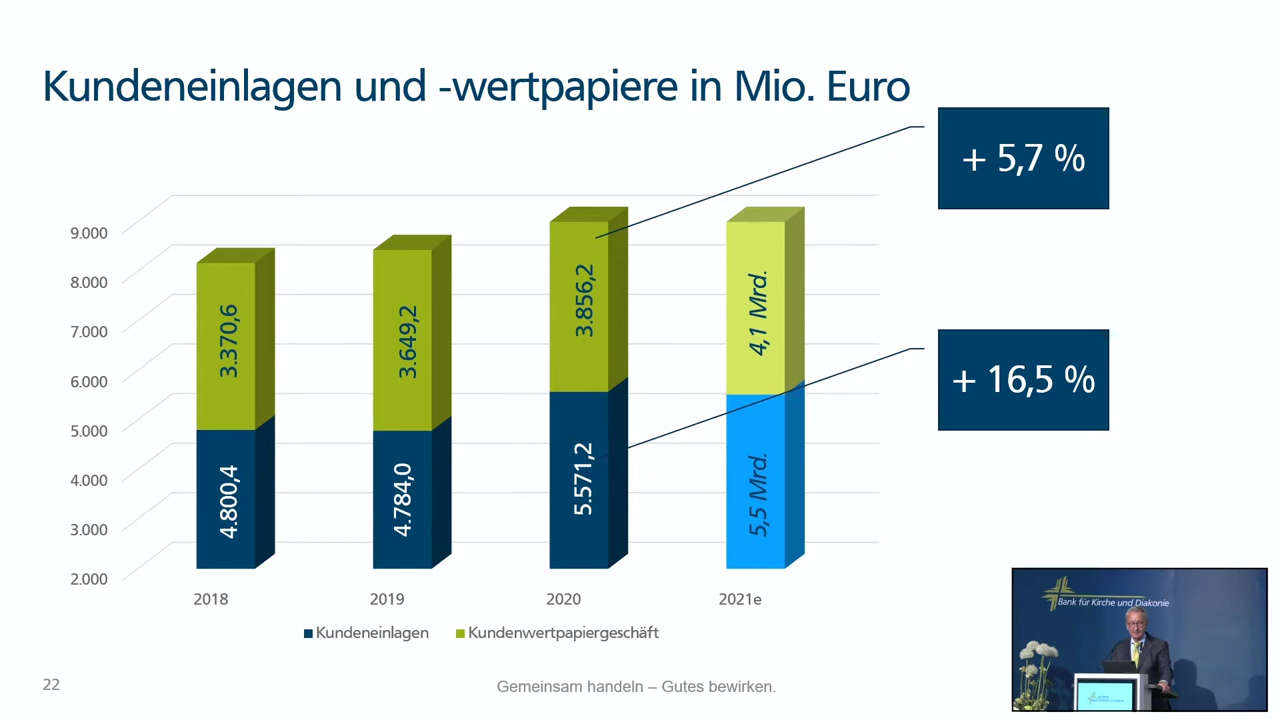 Kundeneinlagen und -wertpapiere in Mio. Euro
+ 5,7 %
+ 16,5 %
9.000
8.000
7.000
6.000
5.000
4.000
3.000
2.000
3.370,6
3.649,2
3.856,2
4,1 Mrd.
4.800,4
4.784,0
5.571,2
5,5 Mrd.
2018
2019
2020
2021e
Kundeneinlagen
Kundenwertpapiergeschäft
22
Gemeinsam handeln – Gutes bewirken.
Bank für Kirche und Diakonie